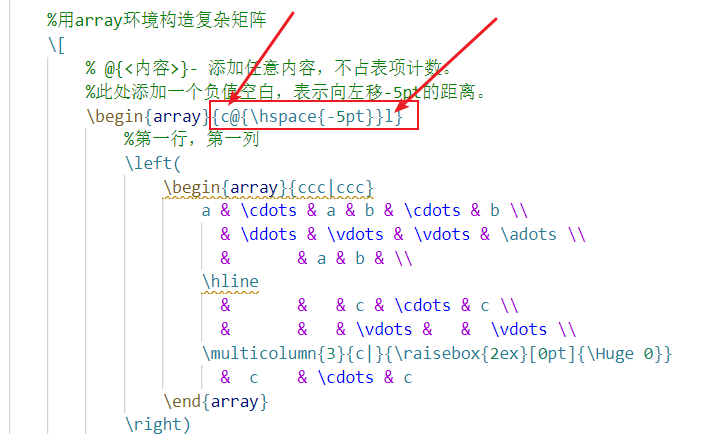 %用array环境构造复杂矩阵
\[
% @{<内容>}- 添加任意内容，不占表项计数。
%此处添加一个负值空白，表示向左移-5pt的距离。
\begin{array}{c@{\hspace{-5pt}}l}
%第一行，第一列
\left(
\begin{array}{ccc|ccc}
a & \cdots & a & b & \cdots & b \\
& \ddots & \vdots & \vdots & \adots \\
& & a & b & \\
\hline
& & & c & \cdots & c \\
& & & \vdots & & \vdots \\
\multicolumn{3}{c|}{\raisebox{2ex}[0pt]{\Huge 0}}
& c & \cdots & c
\end{array}
\right)